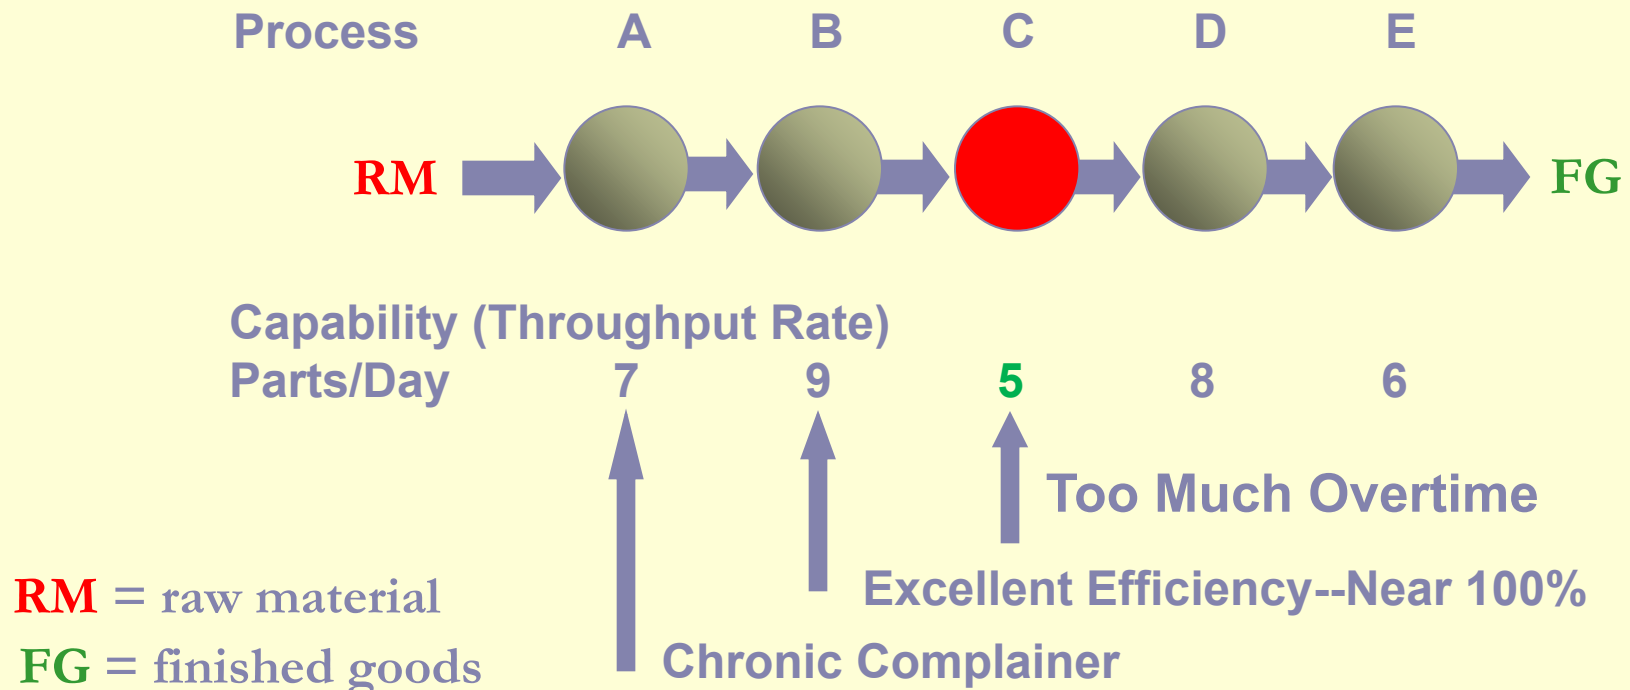 Process A B C D E
RM FG
Capability (Throughput Rate)
Parts/Day 7 9 5 8 6
Too Much Overtime
Excellent Efficiency--Near 100%
RM = raw material
Chronic Complainer
FG = finished goods